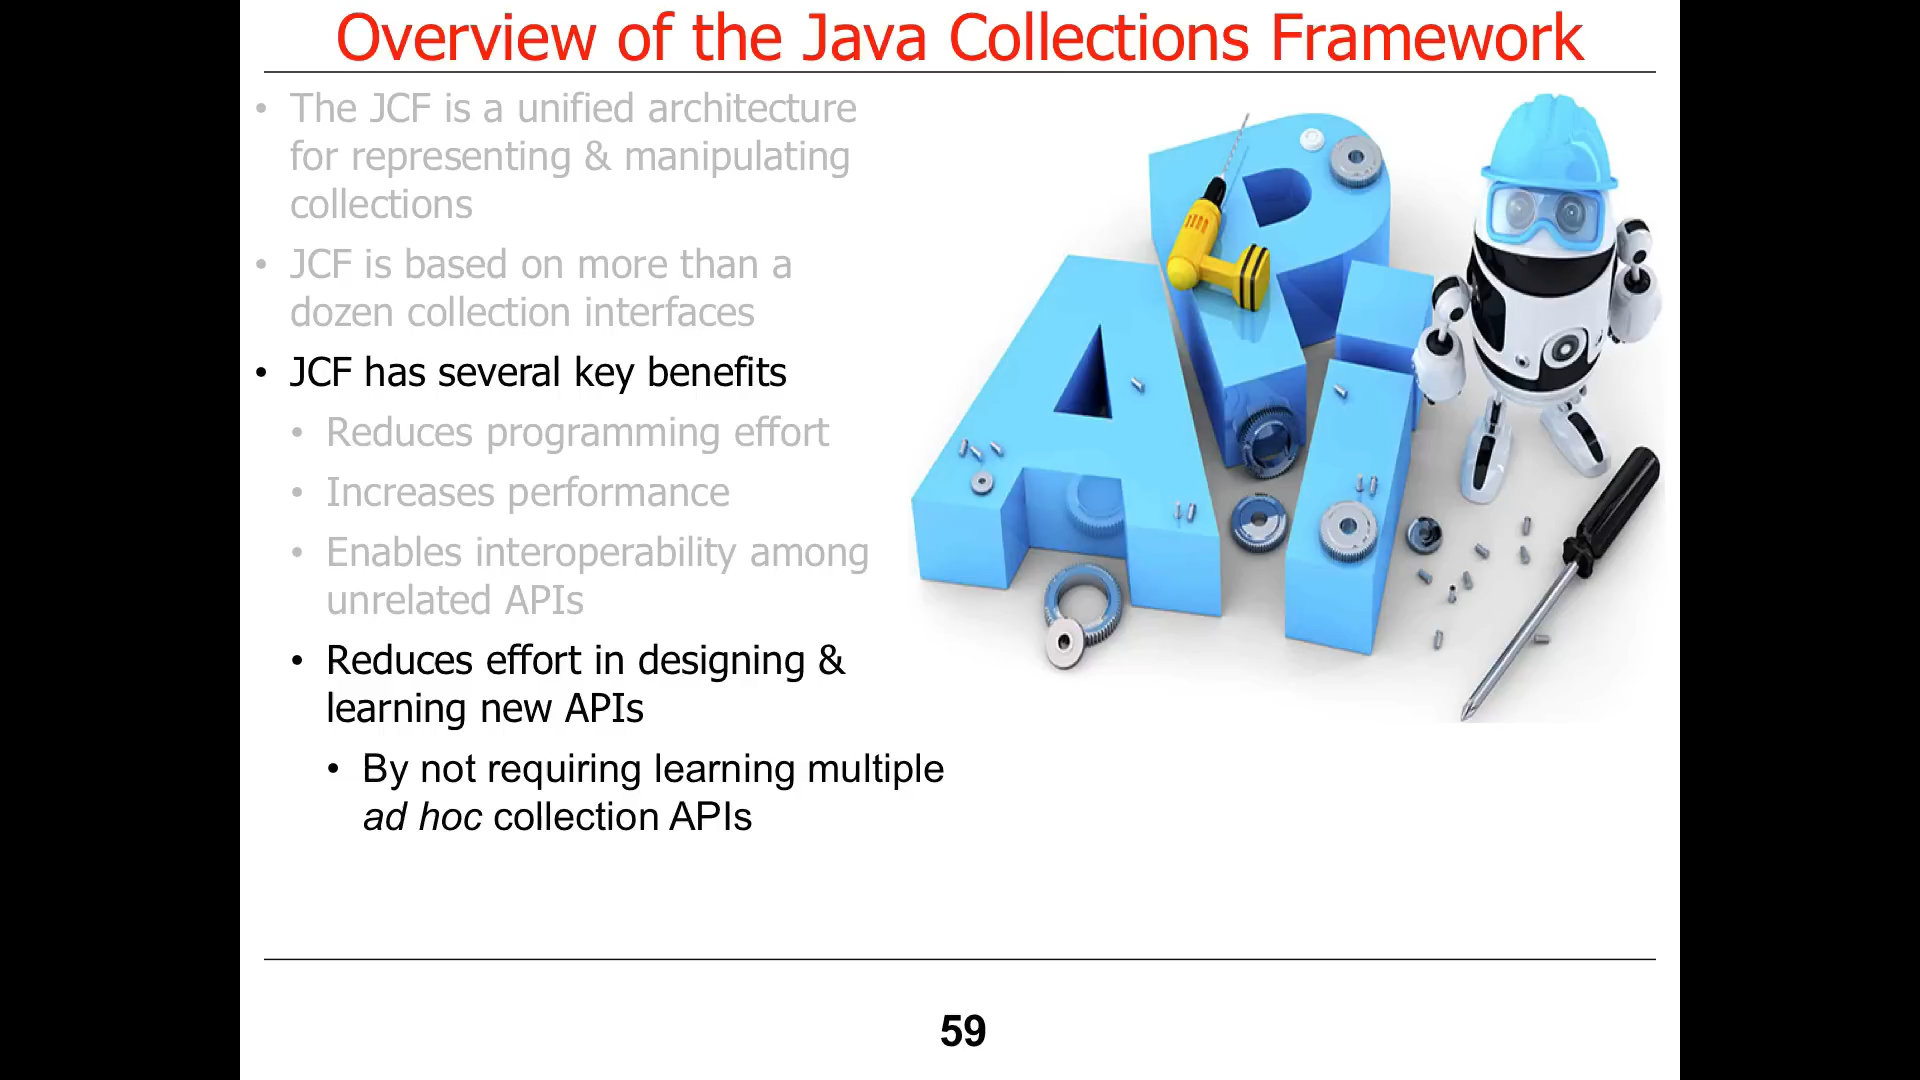 Overview of the Java Collections Framework
• The JCF is a unified architecture
for representing & manipulating
collections
• JCF is based on more than a
dozen collection interfaces
• JCF has several key benefits
• Reduces programming effort
• Increases performance
• Enables interoperability among
unrelated APIs
• Reduces effort in designing &
learning new APIs
• By not requiring learning multiple
ad hoc collection APIs
APi
59